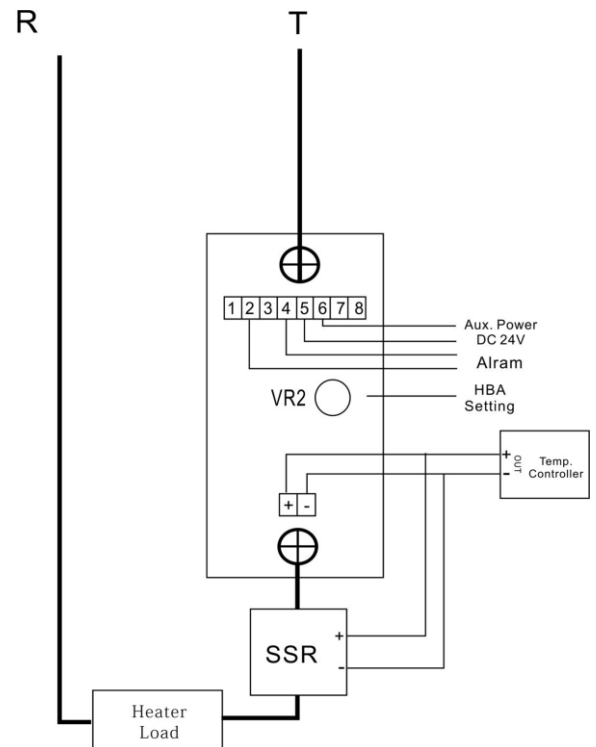 R
T
1 2 3 4 5 6 7 8
Aux. Power
DC 24V
Alram
VR2
HBA
Setting
+ OUT Temp.
- Controller
+ -
SSR
+
-
Heater
Load